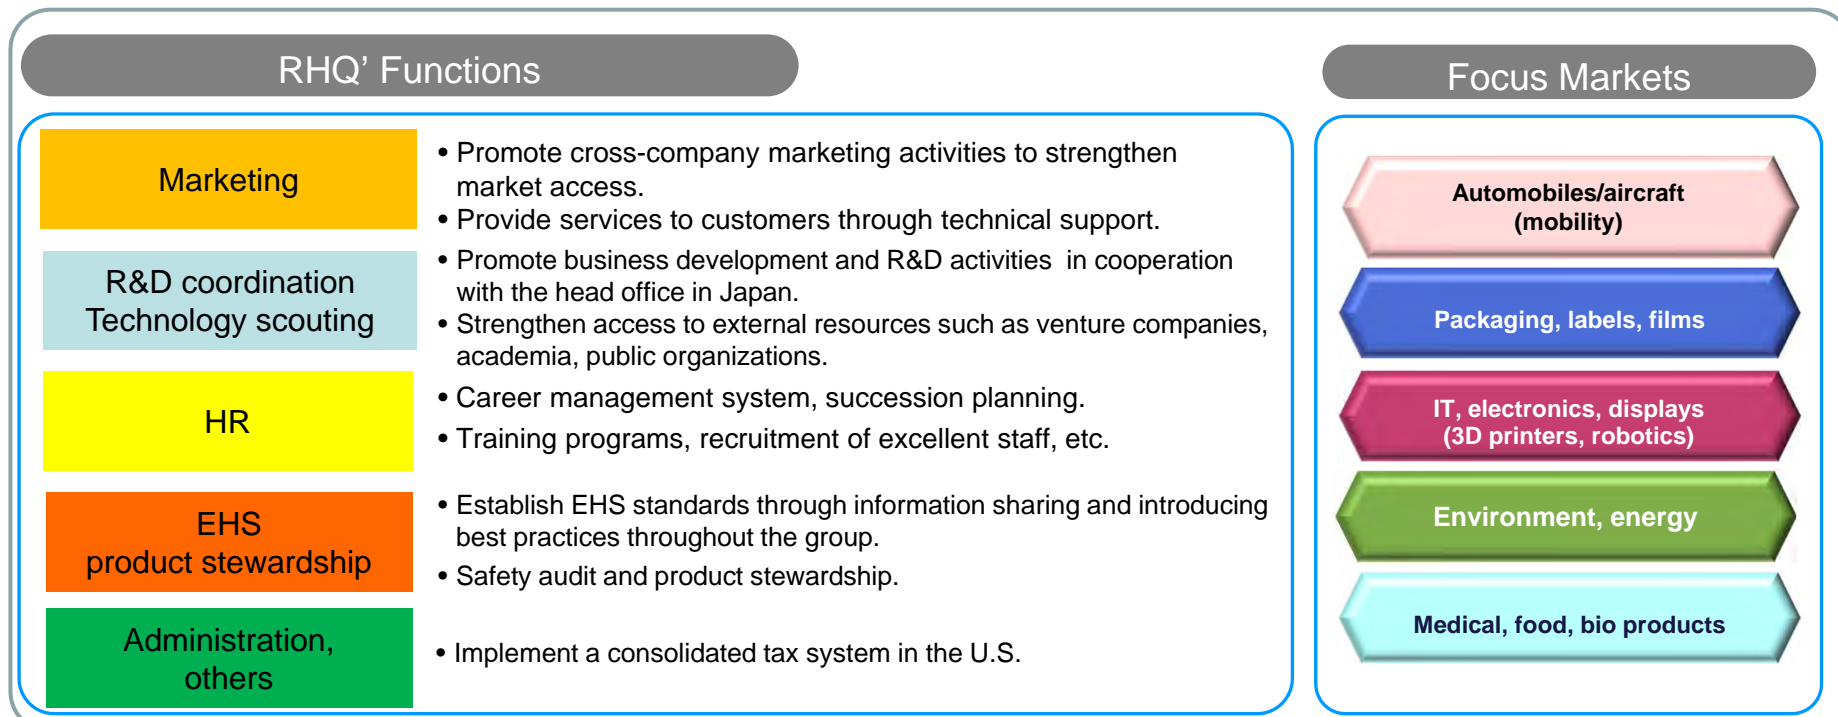 RHQ’ Functions
Marketing
• Promote cross-company marketing activities to strengthen
market access.
• Provide services to customers through technical support.
R&D coordination
Technology scouting
• Promote business development and R&D activities in cooperation
with the head office in Japan.
• Strengthen access to external resources such as venture companies,
academia, public organizations.
HR
• Career management system, succession planning.
• Training programs, recruitment of excellent staff, etc.
EHS
product stewardship
• Establish EHS standards through information sharing and introducing
best practices throughout the group.
• Safety audit and product stewardship.
Administration,
others
• Implement a consolidated tax system in the U.S.
Focus Markets
Automobiles/aircraft
(mobility)
Packaging, labels, films
IT, electronics, displays
(3D printers, robotics)
Environment, energy
Medical, food, bio products